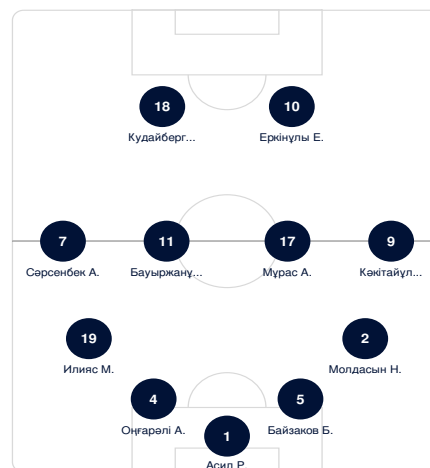 18
10
Кудайберг...
Еркінұлы Е.
7
11
17
9
Сәрсенбек А.
Бауыржанұ...
Мұрас А.
Кәкітайұл...
19
2
Илияс М.
Молдасын Н.
4
5
Оңғарәлі А.
Байзаков Б.
1
Асил Р.